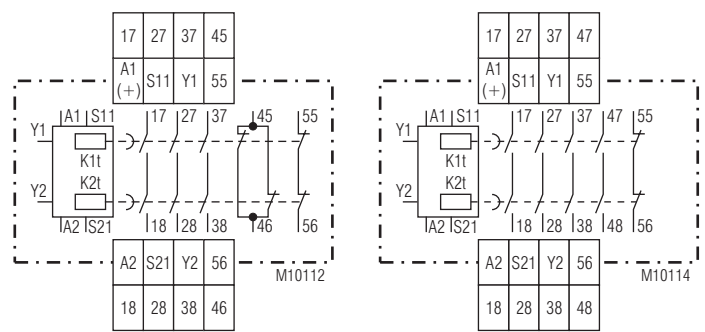 17 27 37 45
A1 (+) S11 Y1 55
A1 S11 17 27 37 45 55
Y1
K1t
K2t
Y2
A2 S21 18 28 38 46 56
A2 S21 Y2 56
M10112
18 28 38 46
17 27 37 47
A1 (+) S11 Y1 55
A1 S11 17 27 37 47 55
Y1
K1t
K2t
Y2
A2 S21 18 28 38 48 56
A2 S21 Y2 56
M10114
18 28 38 48